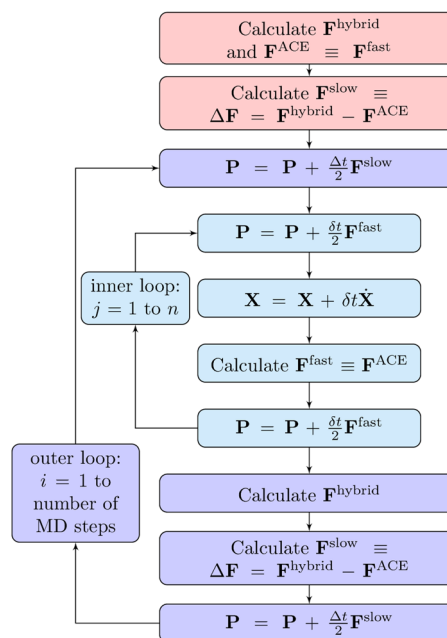 Calculate F^hybrid
and F^ACE ≡ F^fast
Calculate F^slow ≡
ΔF = F^hybrid − F^ACE
P = P + Δt/2 F^slow
P = P + δt/2 F^fast
inner loop:
j = 1 to n
X = X + δtẊ
Calculate F^fast ≡ F^ACE
P = P + δt/2 F^fast
outer loop:
i = 1 to
number of
MD steps
Calculate F^hybrid
Calculate F^slow ≡
ΔF = F^hybrid − F^ACE
P = P + Δt/2 F^slow